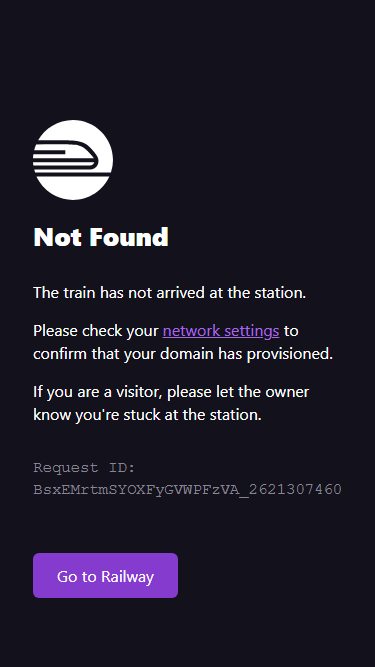 Not Found
The train has not arrived at the station.
Please check your network settings to
confirm that your domain has provisioned.
If you are a visitor, please let the owner
know you're stuck at the station.
Request ID:
BsxEMrtmSYOXFyGVWPFzVA_2621307460
Go to Railway